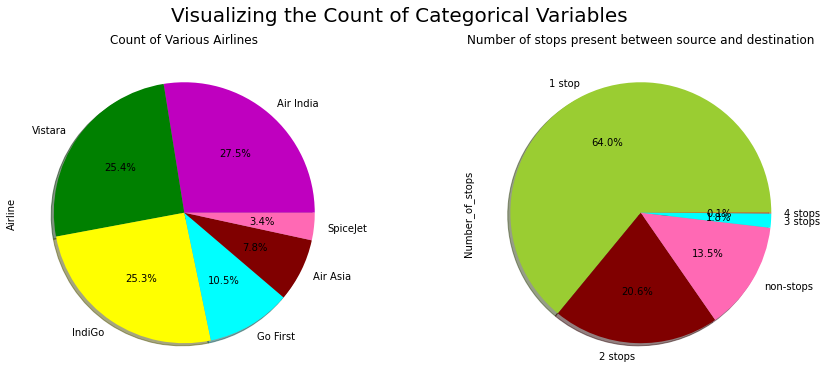 Visualizing the Count of Categorical Variables
Count of Various Airlines
Airline
Air India
27.5%
Vistara
25.4%
IndiGo
25.3%
Go First
10.5%
Air Asia
7.8%
SpiceJet
3.4%
Number of stops present between source and destination
Number_of_stops
1 stop
64.0%
2 stops
20.6%
non-stops
13.5%
3 stops
1.8%
4 stops
0.1%